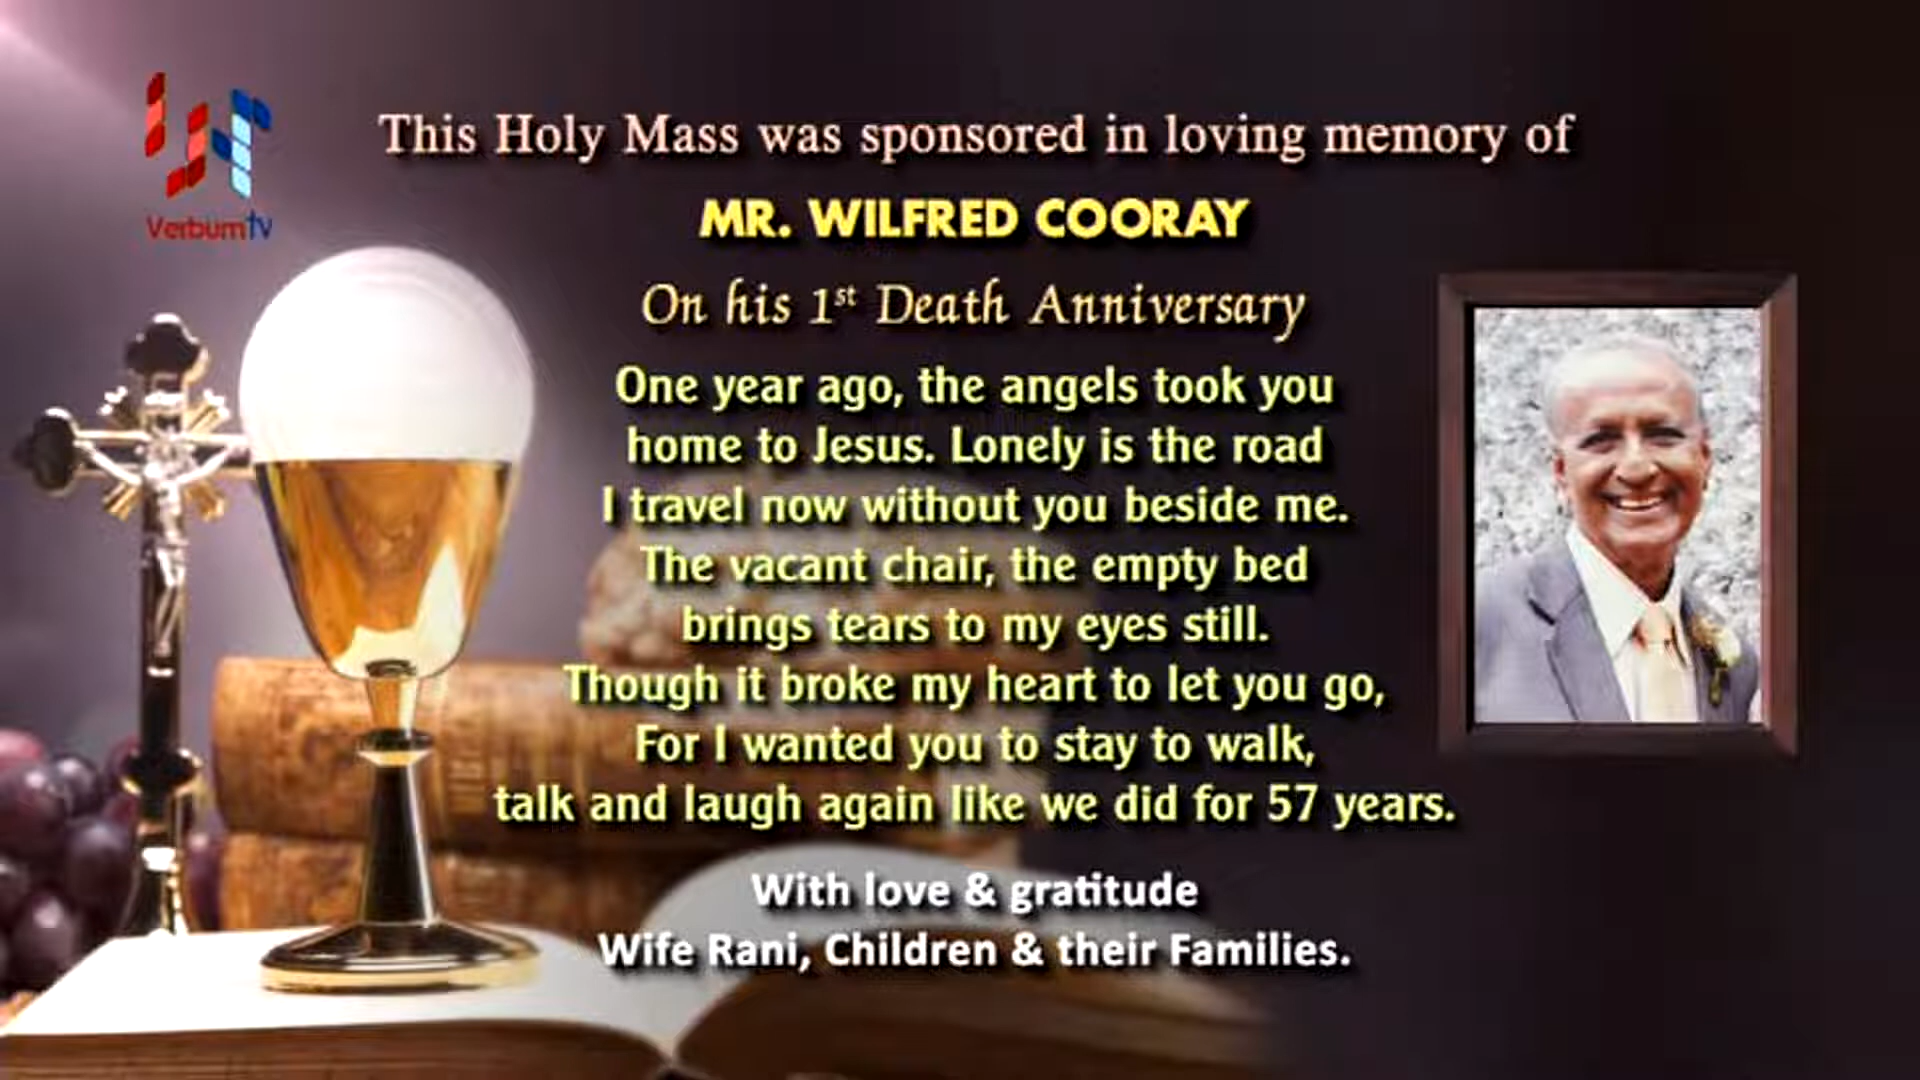 VerbumTV
This Holy Mass was sponsored in loving memory of
MR. WILFRED COORAY
On his 1st Death Anniversary
One year ago, the angels took you
home to Jesus. Lonely is the road
I travel now without you beside me.
The vacant chair, the empty bed
brings tears to my eyes still.
Though it broke my heart to let you go,
For I wanted you to stay to walk,
talk and laugh again like we did for 57 years.
With love & gratitude
Wife Rani, Children & their Families.